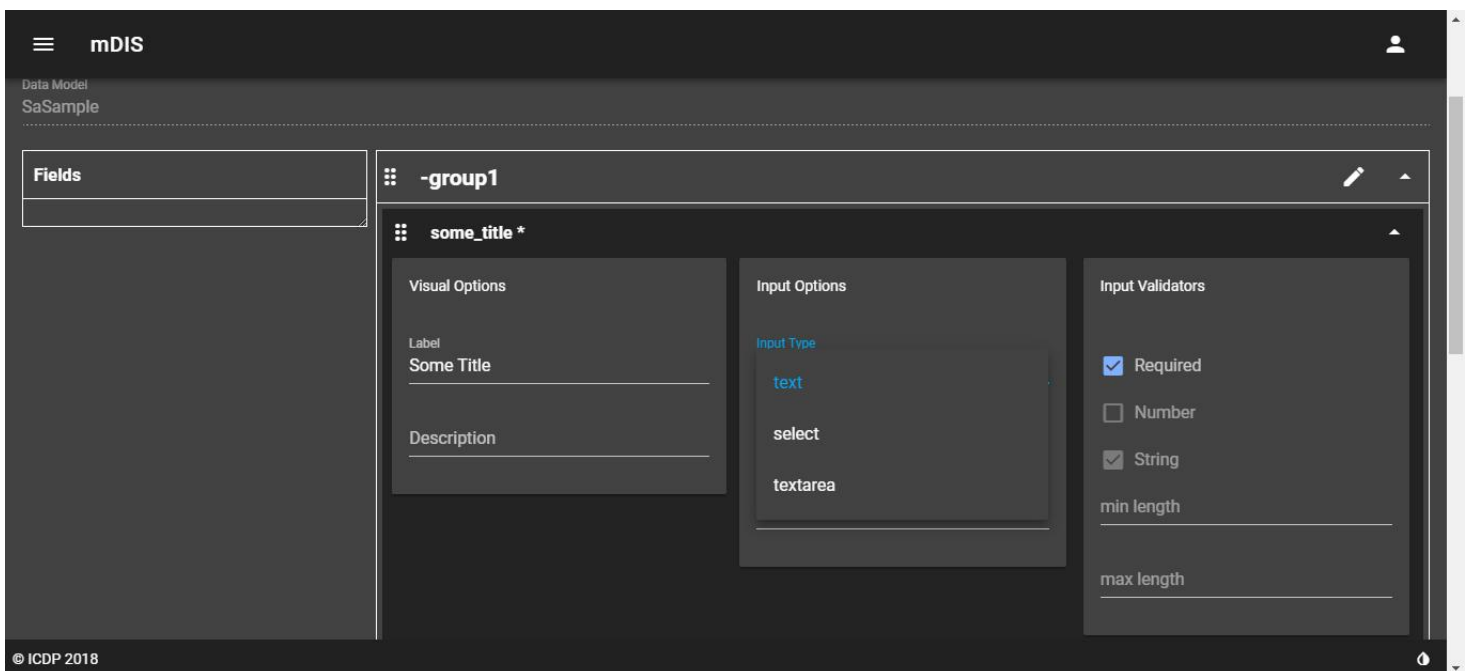 mDIS
Data Model
SaSample
Fields
-group1
some_title *
Visual Options
Label
Some Title
Description
Input Options
Input Type
text
select
textarea
Input Validators
Required
Number
String
min length
max length
© ICDP 2018